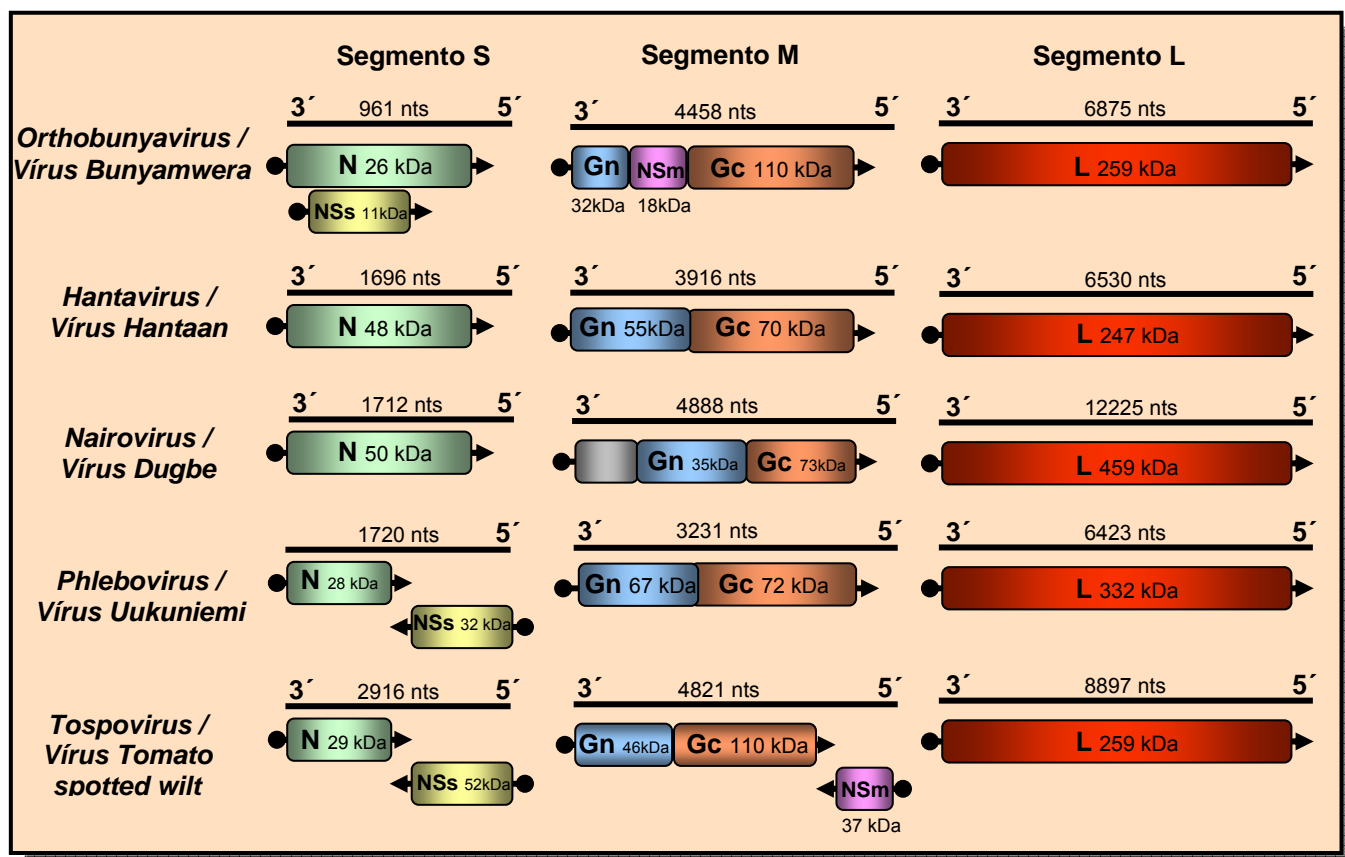 Segmento S
Segmento M
Segmento L
Orthobunyavirus /
Vírus Bunyamwera
3´ 961 nts 5´
N 26 kDa
NSs 11kDa
3´ 4458 nts 5´
Gn NSm Gc 110 kDa
32kDa 18kDa
6875 nts
L 259 kDa
Hantavirus /
Vírus Hantaan
3´ 1696 nts 5´
N 48 kDa
3´ 3916 nts 5´
Gn 55kDa Gc 70 kDa
3´ 6530 nts 5´
L 247 kDa
Nairovirus /
Vírus Dugbe
3´ 1712 nts 5´
N 50 kDa
3´ 4888 nts 5´
Gn 35kDa Gc 73kDa
3´ 12225 nts 5´
L 459 kDa
Phlebovirus /
Vírus Uukuniemi
1720 nts 5´
N 28 kDa
NSs 32 kDa
3´ 3231 nts 5´
Gn 67 kDa Gc 72 kDa
3´ 6423 nts 5´
L 332 kDa
Tospovirus /
Vírus Tomato
spotted wilt
3´ 2916 nts 5´
N 29 kDa
NSs 52kDa
3´ 4821 nts 5´
Gn 46kDa Gc 110 kDa
NSm
37 kDa
3´ 8897 nts 5´
L 259 kDa